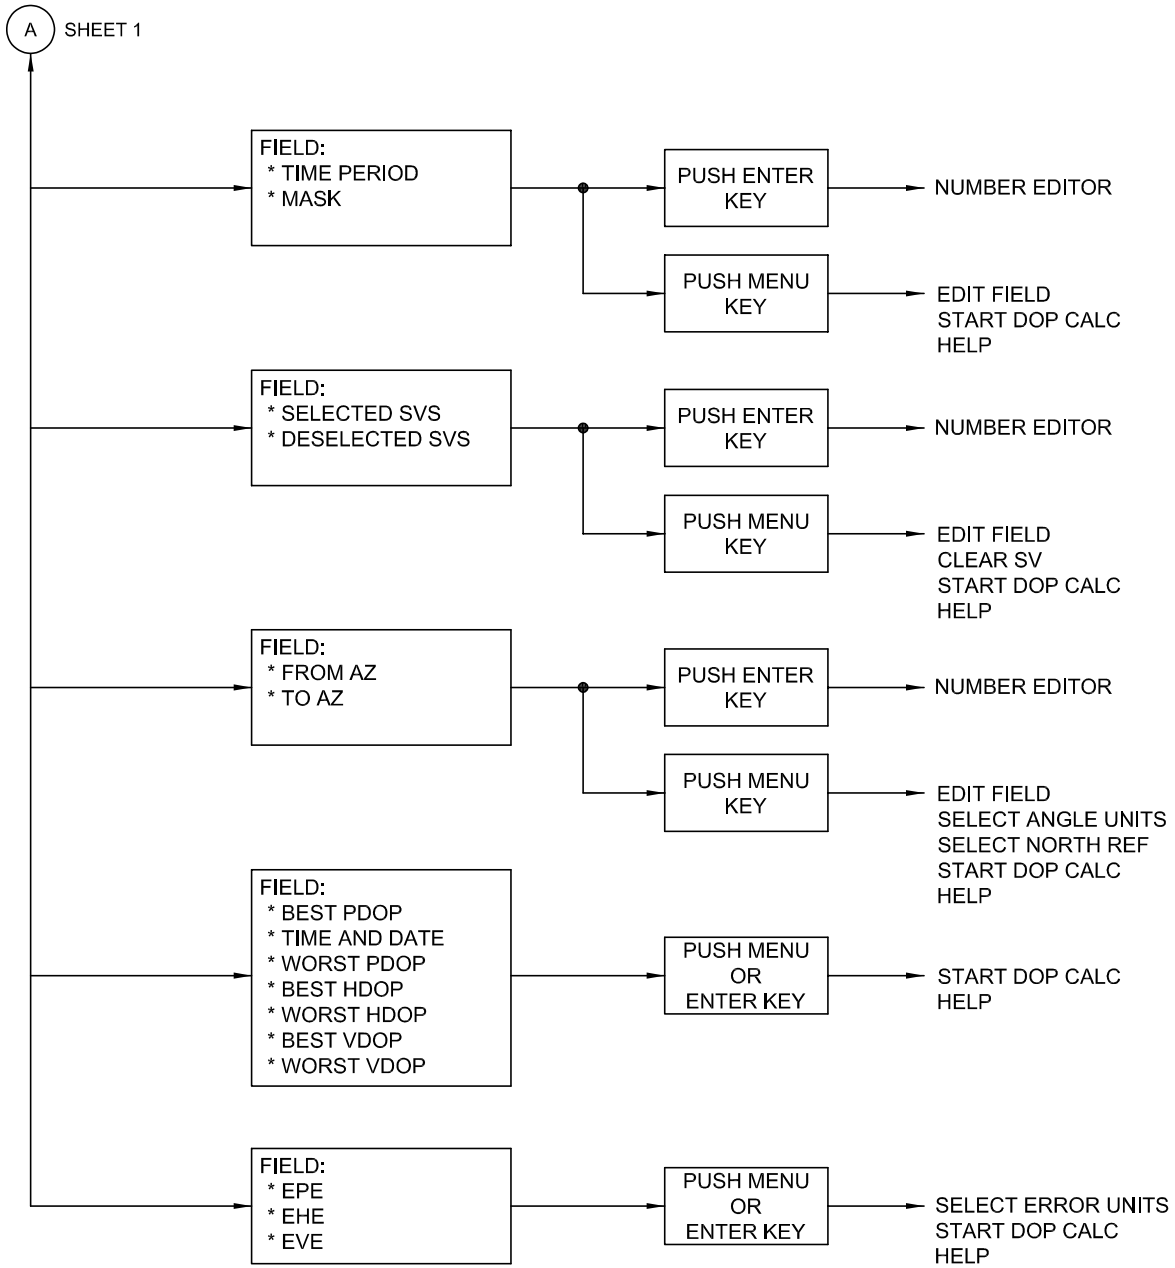 A SHEET 1
FIELD:
* TIME PERIOD
* MASK
PUSH ENTER
KEY
NUMBER EDITOR
PUSH MENU
KEY
EDIT FIELD
START DOP CALC
HELP
FIELD:
* SELECTED SVS
* DESELECTED SVS
PUSH ENTER
KEY
NUMBER EDITOR
PUSH MENU
KEY
EDIT FIELD
CLEAR SV
START DOP CALC
HELP
FIELD:
* FROM AZ
* TO AZ
PUSH ENTER
KEY
NUMBER EDITOR
PUSH MENU
KEY
EDIT FIELD
SELECT ANGLE UNITS
SELECT NORTH REF
START DOP CALC
HELP
FIELD:
* BEST PDOP
* TIME AND DATE
* WORST PDOP
* BEST HDOP
* WORST HDOP
* BEST VDOP
* WORST VDOP
PUSH MENU
OR
ENTER KEY
START DOP CALC
HELP
FIELD:
* EPE
* EHE
* EVE
PUSH MENU
OR
ENTER KEY
SELECT ERROR UNITS
START DOP CALC
HELP